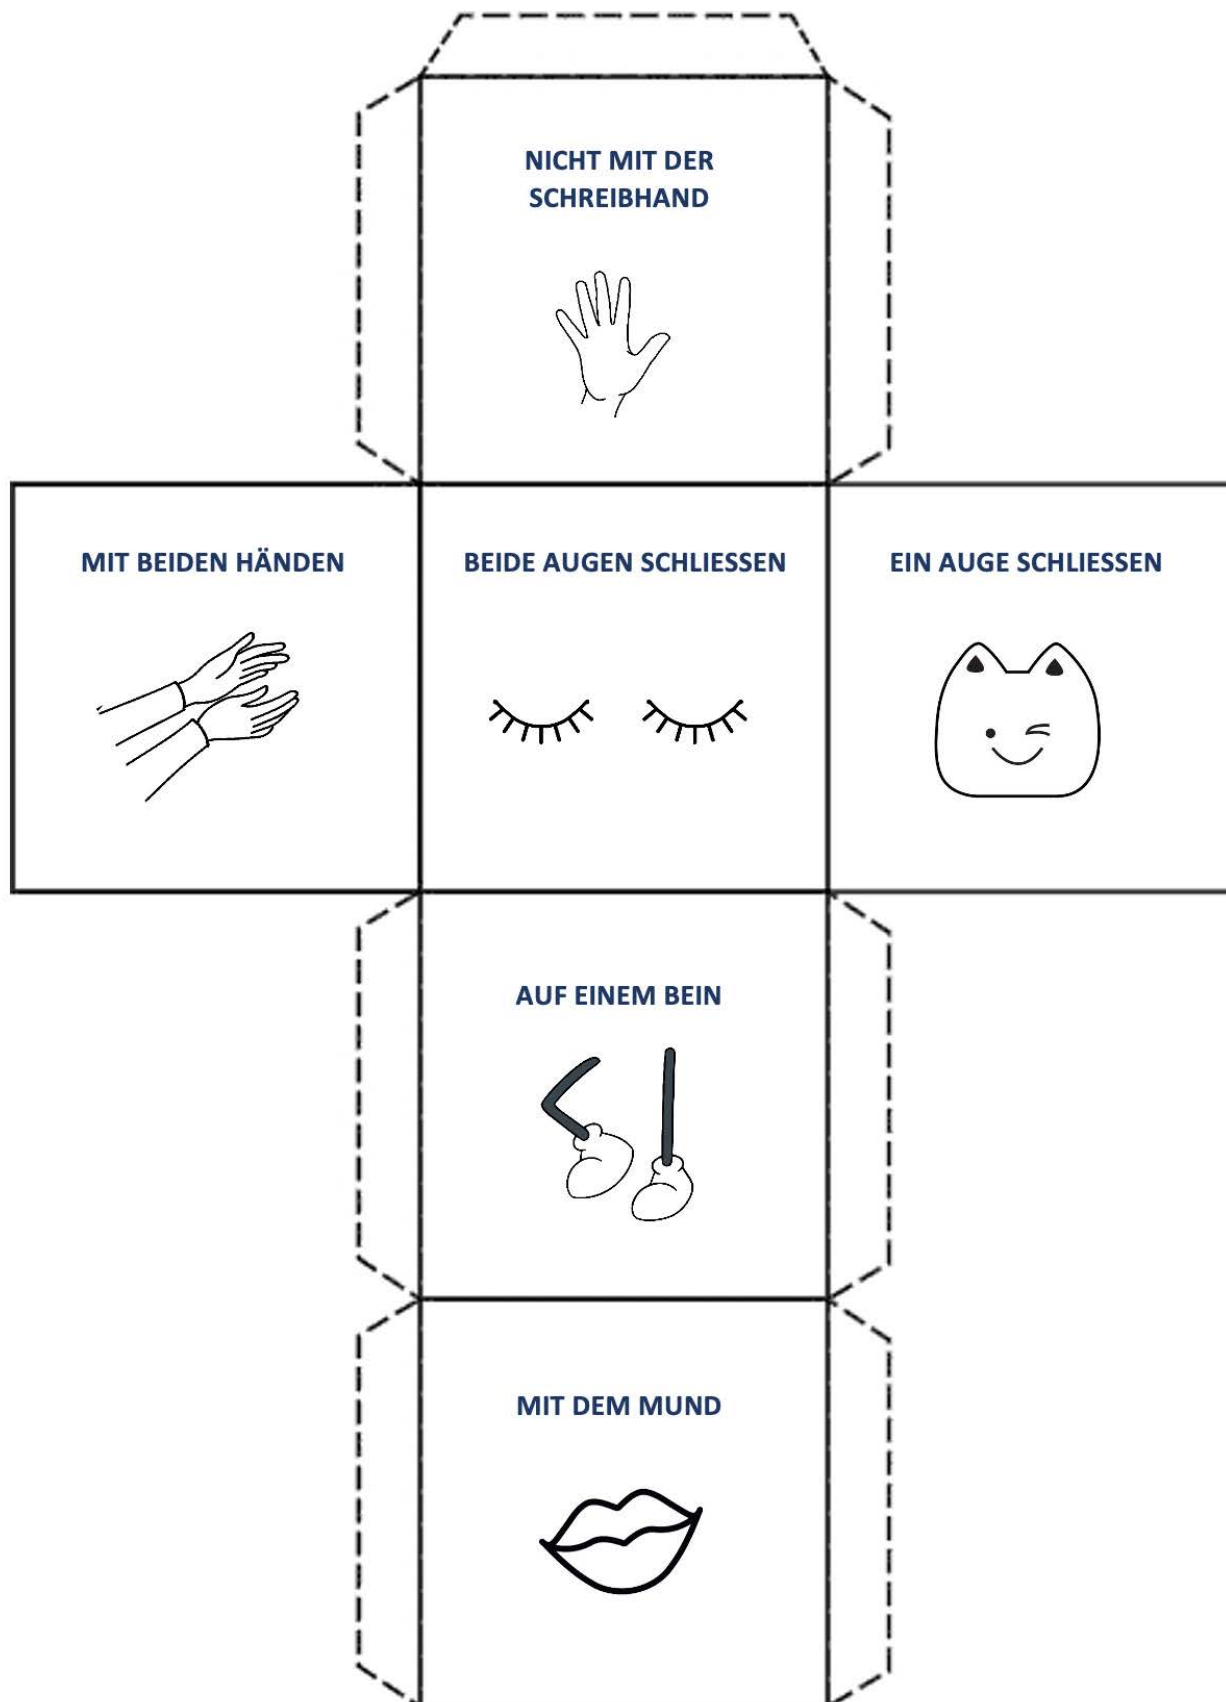 NICHT MIT DER
SCHREIBHAND
MIT BEIDEN HÄNDEN
BEIDE AUGEN SCHLIESSEN
EIN AUGE SCHLIESSEN
AUF EINEM BEIN
MIT DEM MUND